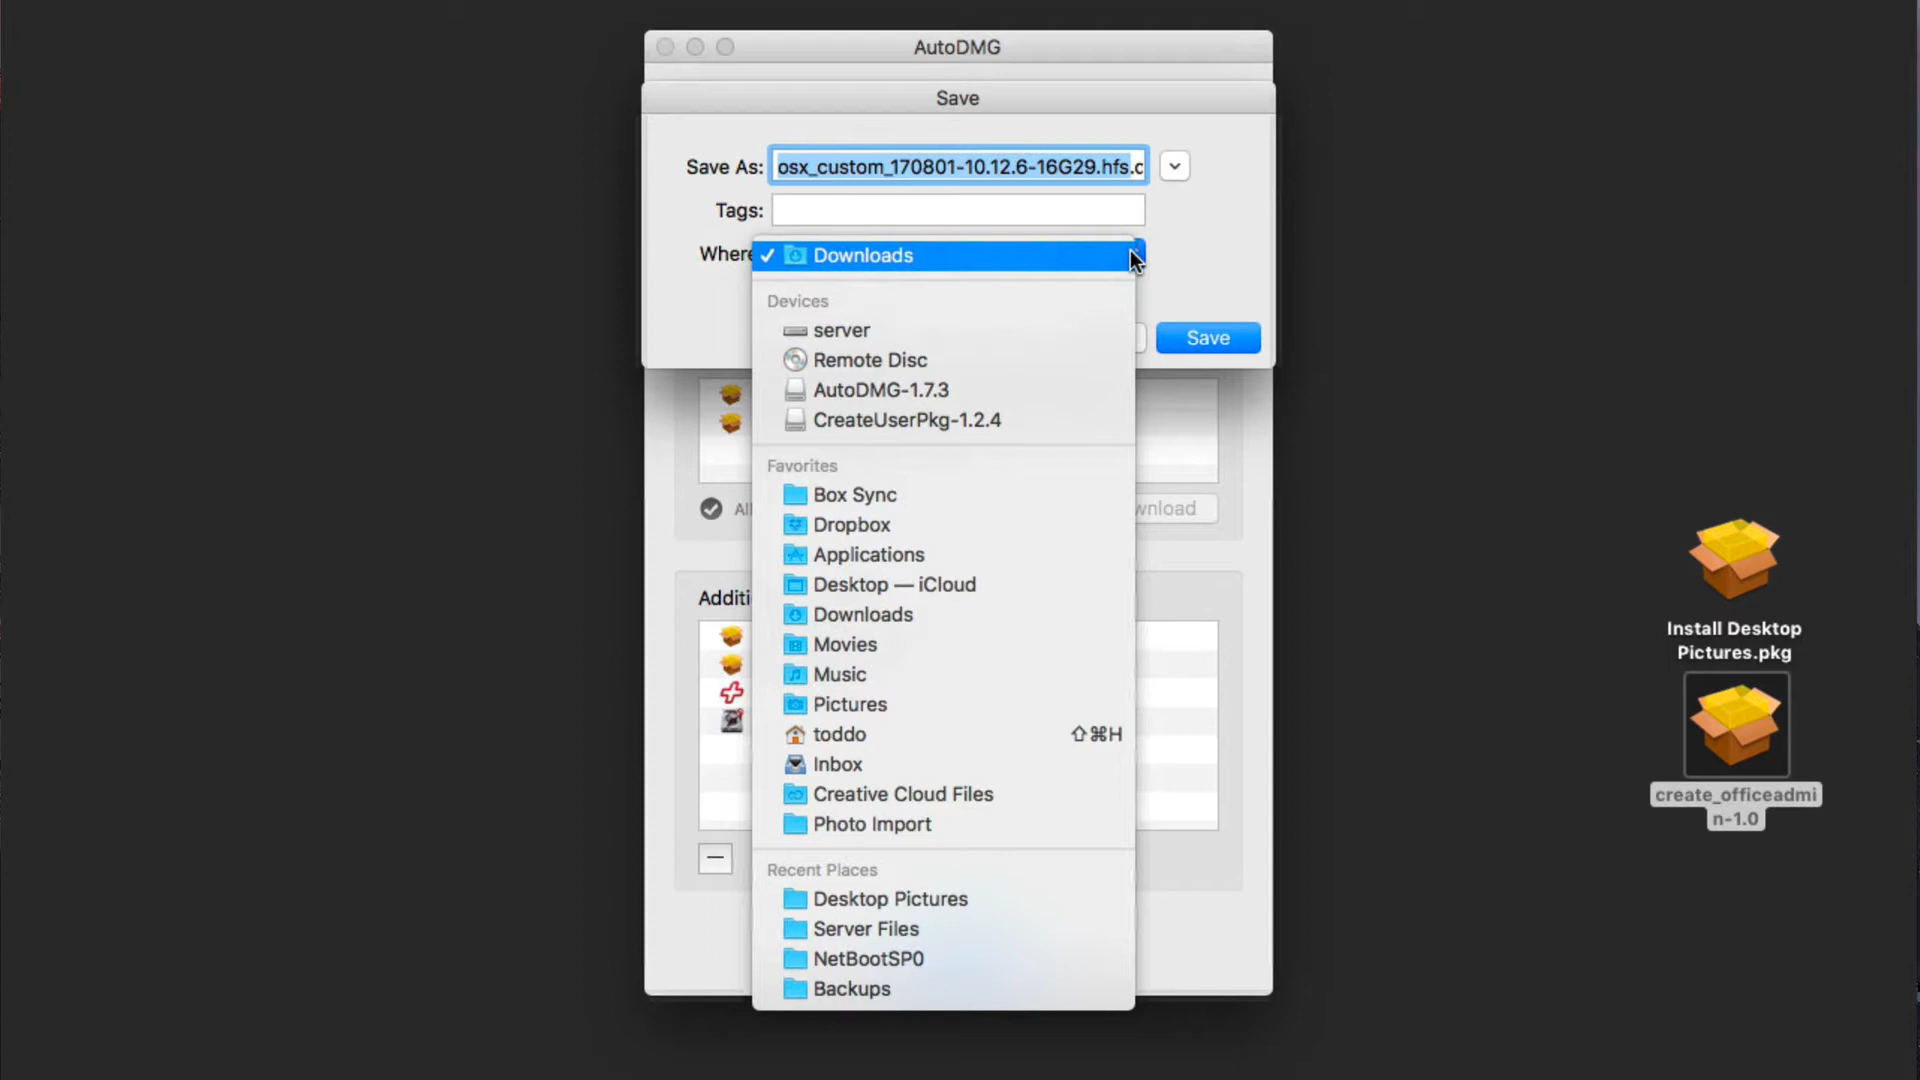 AutoDMG
Save
Save As: osx_custom_170801-10.12.6-16G29.hfs.
Tags:
Where
✓ Downloads
Devices
server
Remote Disc
AutoDMG-1.7.3
CreateUserPkg-1.2.4
Save
Favorites
Box Sync
Dropbox
Applications
Desktop — iCloud
Downloads
Movies
Music
Pictures
toddo ⇧⌘H
Inbox
Creative Cloud Files
Photo Import
Recent Places
Desktop Pictures
Server Files
NetBootSP0
Backups
Al
wnload
Additi
Install Desktop
Pictures.pkg
create_officeadmi
n-1.0